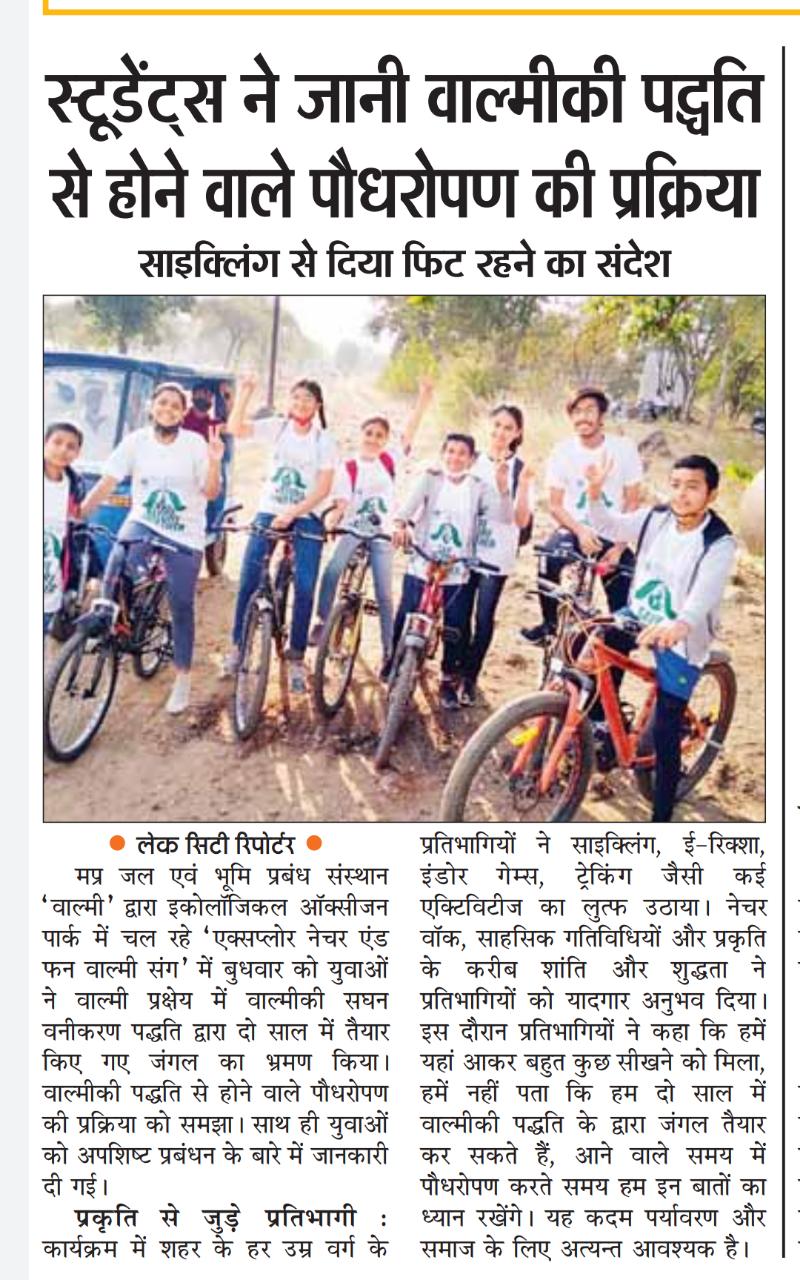 स्टूडेंट्स ने जानी वाल्मीकी पद्धति
से होने वाले पौधरोपण की प्रक्रिया
साइक्लिंग से दिया फिट रहने का संदेश
● लेक सिटी रिपोर्टर ●
मप्र जल एवं भूमि प्रबंध संस्थान
‘वाल्मी’ द्वारा इकोलॉजिकल ऑक्सीजन
पार्क में चल रहे ‘एक्सप्लोर नेचर एंड
फन वाल्मी संग’ में बुधवार को युवाओं
ने वाल्मी प्रक्षेय में वाल्मीकी सघन
वनीकरण पद्धति द्वारा दो साल में तैयार
किए गए जंगल का भ्रमण किया।
वाल्मीकी पद्धति से होने वाले पौधरोपण
की प्रक्रिया को समझा। साथ ही युवाओं
को अपशिष्ट प्रबंधन के बारे में जानकारी
दी गई।
प्रकृति से जुड़े प्रतिभागी :
कार्यक्रम में शहर के हर उम्र वर्ग के
प्रतिभागियों ने साइक्लिंग, ई-रिक्शा,
इंडोर गेम्स, ट्रेकिंग जैसी कई
एक्टिविटीज का लुत्फ उठाया। नेचर
वॉक, साहसिक गतिविधियों और प्रकृति
के करीब शांति और शुद्धता ने
प्रतिभागियों को यादगार अनुभव दिया।
इस दौरान प्रतिभागियों ने कहा कि हमें
यहां आकर बहुत कुछ सीखने को मिला,
हमें नहीं पता कि हम दो साल में
वाल्मीकी पद्धति के द्वारा जंगल तैयार
कर सकते हैं, आने वाले समय में
पौधरोपण करते समय हम इन बातों का
ध्यान रखेंगे। यह कदम पर्यावरण और
समाज के लिए अत्यन्त आवश्यक है।